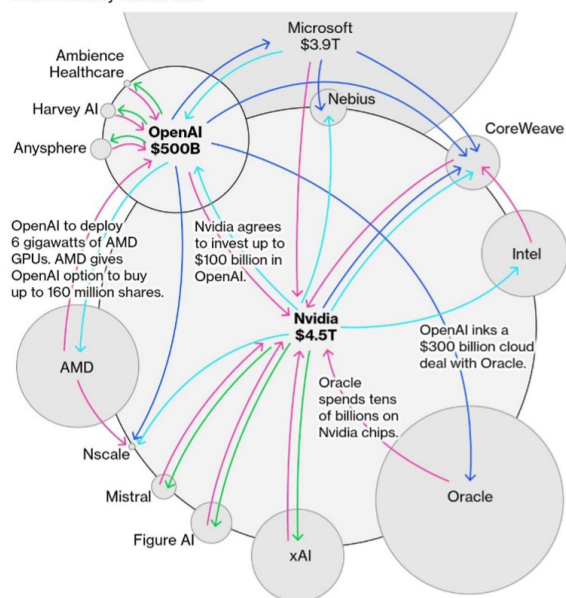 Microsoft
$3.9T
Ambience
Healthcare
Harvey AI
Anysphere
OpenAI
$500B
Nebius
CoreWeave
Intel
OpenAI to deploy
6 gigawatts of AMD
GPUs. AMD gives
OpenAI option to buy
up to 160 million shares.
Nvidia agrees
to invest up to
$100 billion in
OpenAI.
Nvidia
$4.5T
OpenAI inks a
$300 billion cloud
deal with Oracle.
AMD
Oracle
spends tens
of billions on
Nvidia chips.
Nscale
Mistral
Figure AI
xAI
Oracle